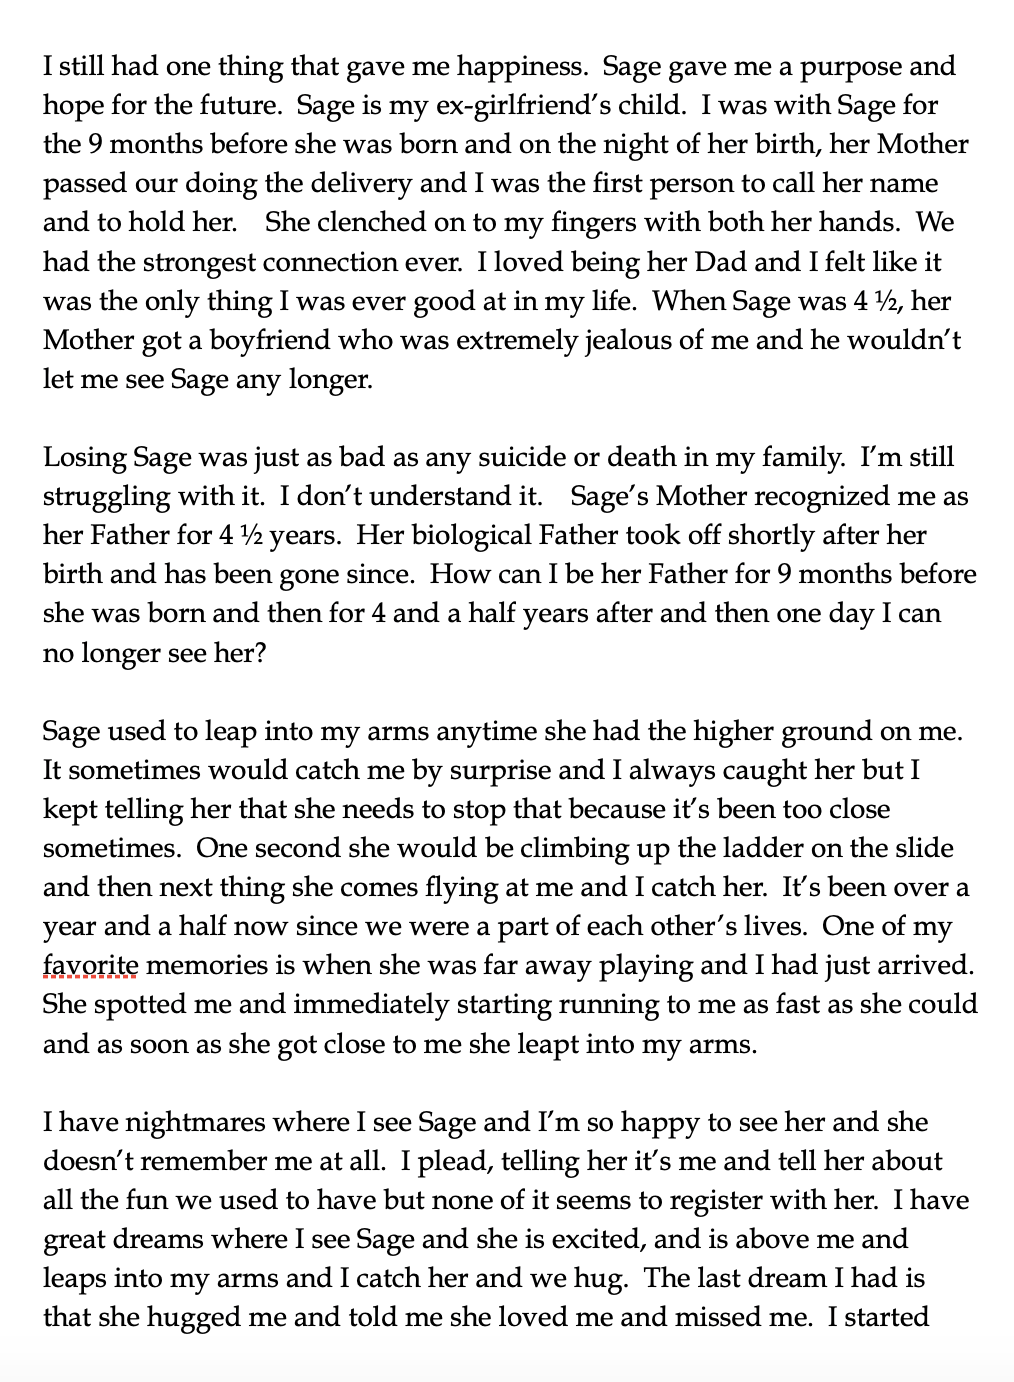 I still had one thing that gave me happiness.  Sage gave me a purpose and
hope for the future.  Sage is my ex-girlfriend’s child.  I was with Sage for
the 9 months before she was born and on the night of her birth, her Mother
passed our doing the delivery and I was the first person to call her name
and to hold her.    She clenched on to my fingers with both her hands.  We
had the strongest connection ever.  I loved being her Dad and I felt like it
was the only thing I was ever good at in my life.  When Sage was 4 ½, her
Mother got a boyfriend who was extremely jealous of me and he wouldn’t
let me see Sage any longer.

Losing Sage was just as bad as any suicide or death in my family.  I’m still
struggling with it.  I don’t understand it.    Sage’s Mother recognized me as
her Father for 4 ½ years.  Her biological Father took off shortly after her
birth and has been gone since.  How can I be her Father for 9 months before
she was born and then for 4 and a half years after and then one day I can
no longer see her?

Sage used to leap into my arms anytime she had the higher ground on me.
It sometimes would catch me by surprise and I always caught her but I
kept telling her that she needs to stop that because it’s been too close
sometimes.  One second she would be climbing up the ladder on the slide
and then next thing she comes flying at me and I catch her.  It’s been over a
year and a half now since we were a part of each other’s lives.  One of my
favorite memories is when she was far away playing and I had just arrived.
She spotted me and immediately starting running to me as fast as she could
and as soon as she got close to me she leapt into my arms.

I have nightmares where I see Sage and I’m so happy to see her and she
doesn’t remember me at all.  I plead, telling her it’s me and tell her about
all the fun we used to have but none of it seems to register with her.  I have
great dreams where I see Sage and she is excited, and is above me and
leaps into my arms and I catch her and we hug.  The last dream I had is
that she hugged me and told me she loved me and missed me.  I started